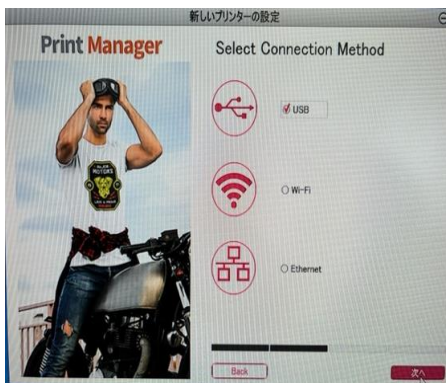 新しいプリンターの設定
Print Manager
Select Connection Method
USB
Wi-Fi
Ethernet
MOTORS
Back
次へ